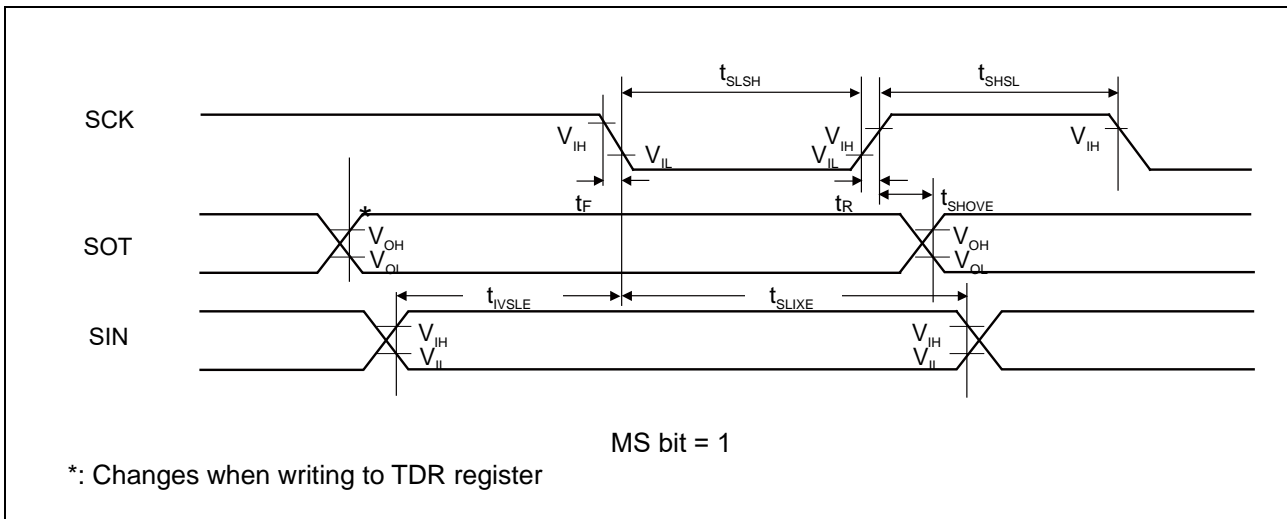 tSLSH tSHSL
SCK
VIH VIL VIH VIL VIH
tF tR tSHOVE
*
SOT
VOH VOL VOH VOL
tIVSLE tSLIXE
SIN
VIH VIL VIH VIL
MS bit = 1
*: Changes when writing to TDR register